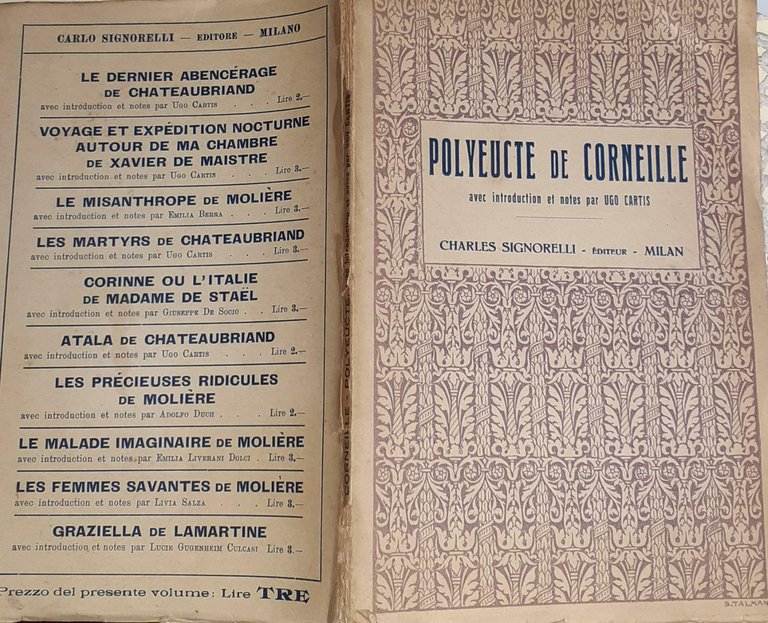 CARLO SIGNORELLI — EDITORE — MILANO
LE DERNIER ABENCÉRAGE
DE CHATEAUBRIAND
avec introduction et notes par UGO CARTIS . . . Lire 2.—
VOYAGE ET EXPÉDITION NOCTURNE
AUTOUR DE MA CHAMBRE
DE XAVIER DE MAISTRE
avec introduction et notes par UGO CARTIS . . . Lire 3.—
LE MISANTHROPE DE MOLIÈRE
avec introduction et notes par EMILIA BERRA . . . Lire 3.—
LES MARTYRS DE CHATEAUBRIAND
avec introduction et notes par UGO CARTIS . . . Lire 3.—
CORINNE OU L'ITALIE
DE MADAME DE STAËL
avec introduction et notes par GIUSEPPE DE SOCIO . . Lire 3.—
ATALA DE CHATEAUBRIAND
avec introduction et notes par UGO CARTIS . . . Lire 2.—
LES PRÉCIEUSES RIDICULES
DE MOLIÈRE
avec introduction et notes par ADOLFO DUCH . . . Lire 2.—
LE MALADE IMAGINAIRE DE MOLIÈRE
avec introduction et notes par EMILIA LIVERANI DOLCI . Lire 3.—
LES FEMMES SAVANTES DE MOLIÈRE
avec introduction et notes par LIVIA SALZA . . . Lire 3.—
GRAZIELLA DE LAMARTINE
avec introduction et notes par LUCIE GUGENHEIM CULCASI Lire 3.—
Prezzo del presente volume: Lire TRE
CORNEILLE - POLYEUCTE avec introduction et notes par UGO CARTIS
POLYEUCTE DE CORNEILLE
avec introduction et notes par UGO CARTIS
CHARLES SIGNORELLI - ÉDITEUR - MILAN
S. TALMAN